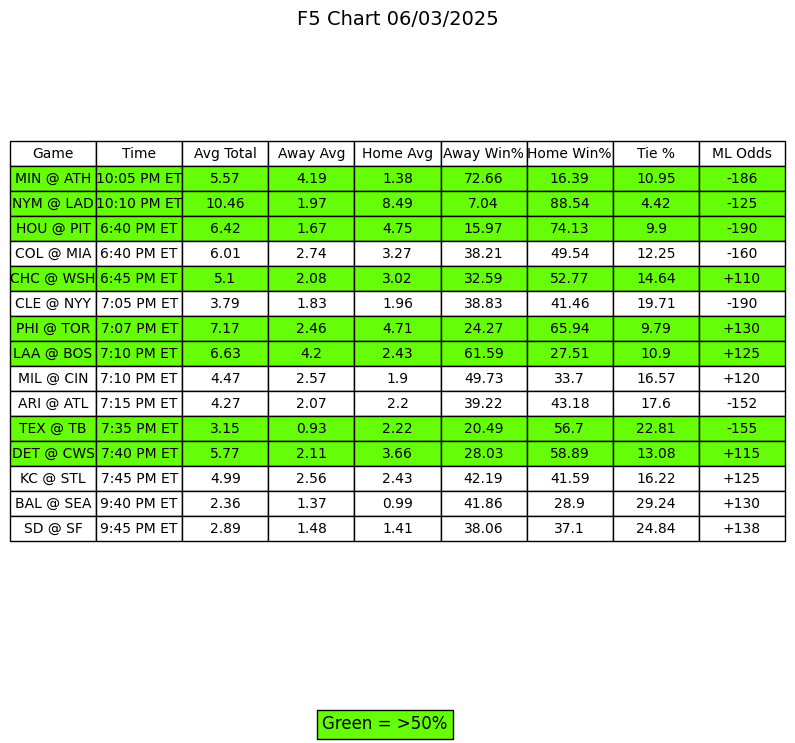 F5 Chart 06/03/2025
Game Time Avg Total Away Avg Home Avg Away Win% Home Win% Tie % ML Odds
MIN @ ATH 10:05 PM ET 5.57 4.19 1.38 72.66 16.39 10.95 -186
NYM @ LAD 10:10 PM ET 10.46 1.97 8.49 7.04 88.54 4.42 -125
HOU @ PIT 6:40 PM ET 6.42 1.67 4.75 15.97 74.13 9.9 -190
COL @ MIA 6:40 PM ET 6.01 2.74 3.27 38.21 49.54 12.25 -160
CHC @ WSH 6:45 PM ET 5.1 2.08 3.02 32.59 52.77 14.64 +110
CLE @ NYY 7:05 PM ET 3.79 1.83 1.96 38.83 41.46 19.71 -190
PHI @ TOR 7:07 PM ET 7.17 2.46 4.71 24.27 65.94 9.79 +130
LAA @ BOS 7:10 PM ET 6.63 4.2 2.43 61.59 27.51 10.9 +125
MIL @ CIN 7:10 PM ET 4.47 2.57 1.9 49.73 33.7 16.57 +120
ARI @ ATL 7:15 PM ET 4.27 2.07 2.2 39.22 43.18 17.6 -152
TEX @ TB 7:35 PM ET 3.15 0.93 2.22 20.49 56.7 22.81 -155
DET @ CWS 7:40 PM ET 5.77 2.11 3.66 28.03 58.89 13.08 +115
KC @ STL 7:45 PM ET 4.99 2.56 2.43 42.19 41.59 16.22 +125
BAL @ SEA 9:40 PM ET 2.36 1.37 0.99 41.86 28.9 29.24 +130
SD @ SF 9:45 PM ET 2.89 1.48 1.41 38.06 37.1 24.84 +138
Green = >50%